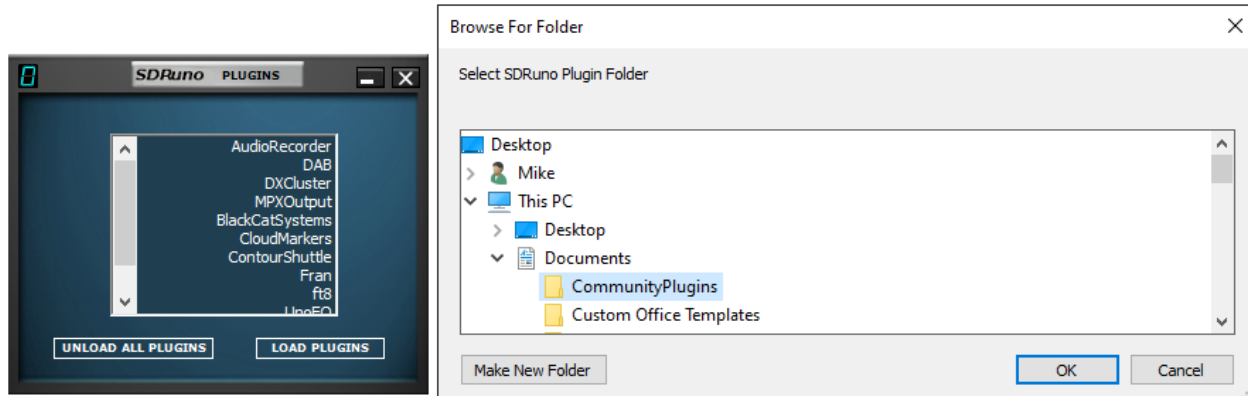 SDRuno PLUGINS
AudioRecorder
DAB
DXCluster
MPXOutput
BlackCatSystems
CloudMarkers
ContourShuttle
Fran
ft8
UnoEQ
UNLOAD ALL PLUGINS
LOAD PLUGINS
Browse For Folder
Select SDRuno Plugin Folder
Desktop
Mike
This PC
Desktop
Documents
CommunityPlugins
Custom Office Templates
Make New Folder
OK
Cancel